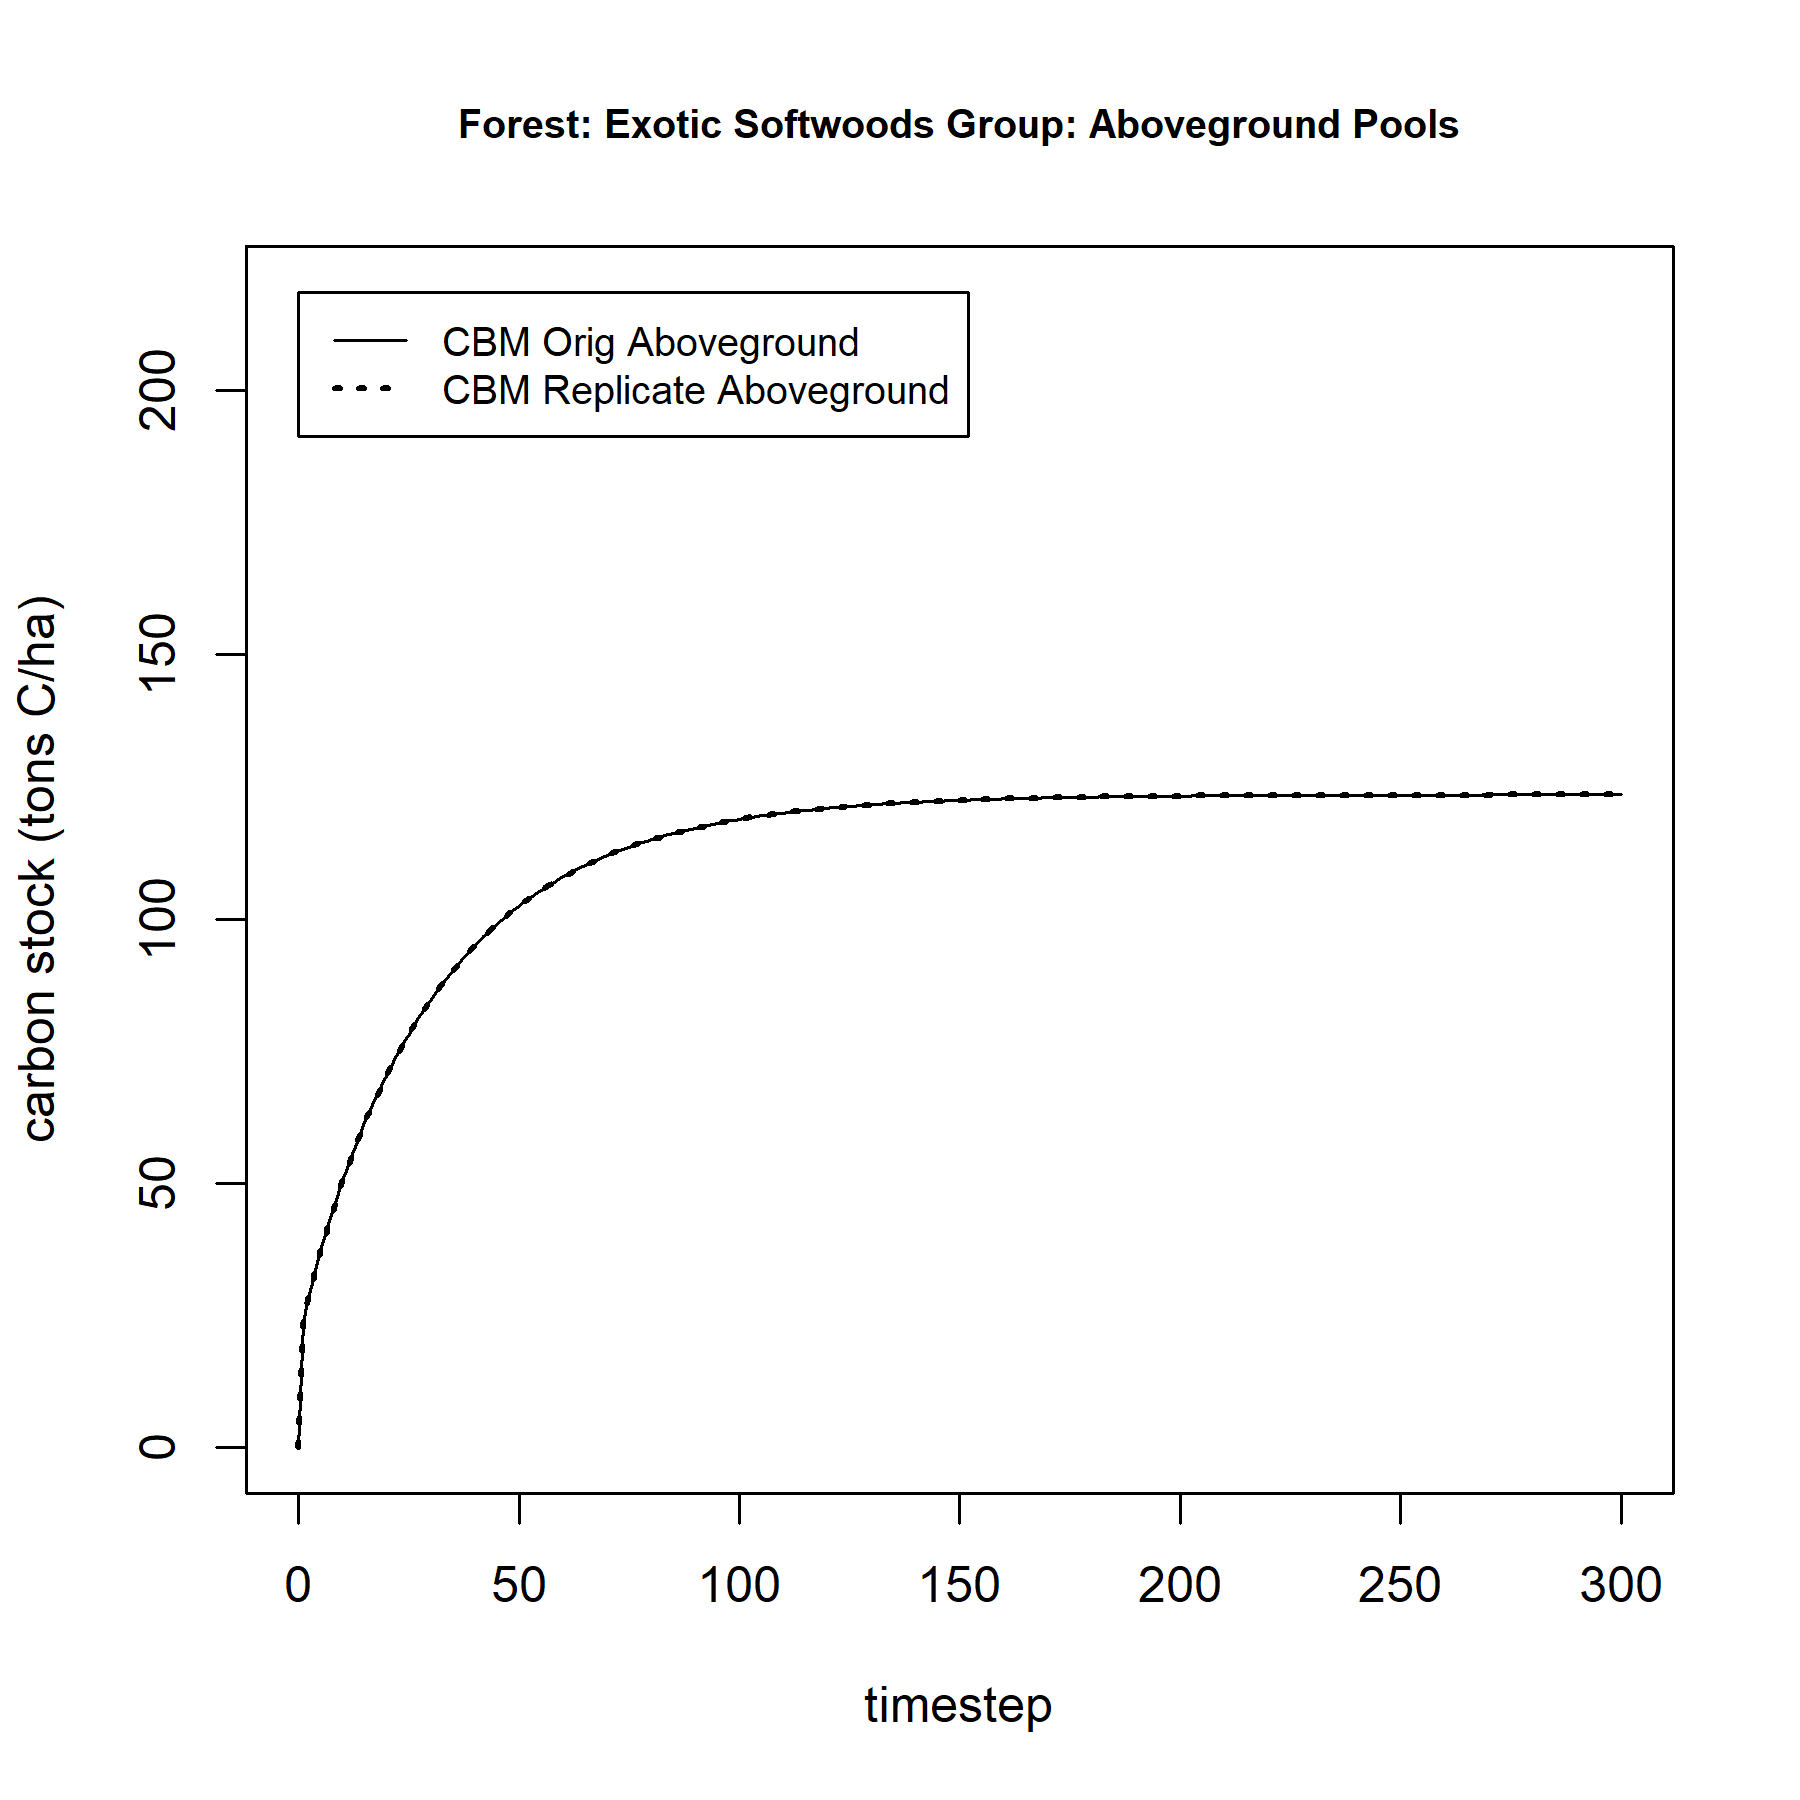 Forest: Exotic Softwoods Group: Aboveground Pools
CBM Orig Aboveground
CBM Replicate Aboveground
carbon stock (tons C/ha)
200
150
100
50
0
0 50 100 150 200 250 300
timestep